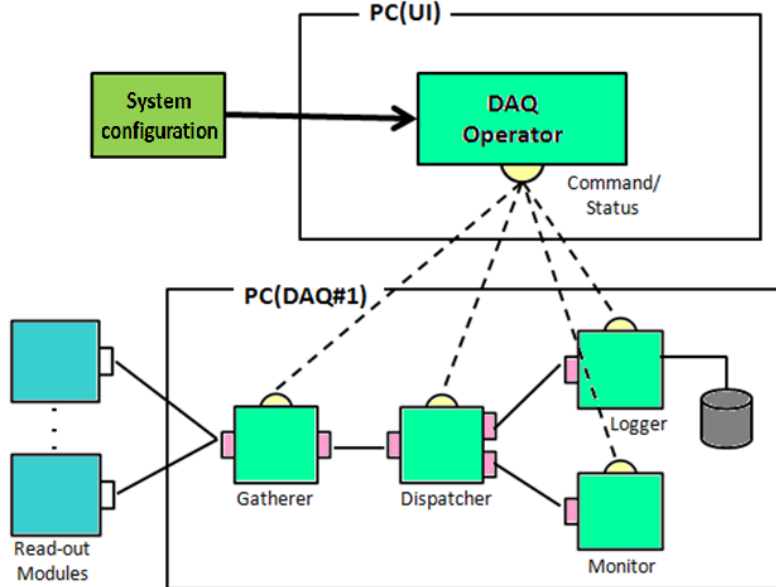 PC(UI)
System
configuration
DAQ
Operator
Command/
Status
PC(DAQ#1)
Logger
Gatherer
Dispatcher
Read-out
Modules
Monitor